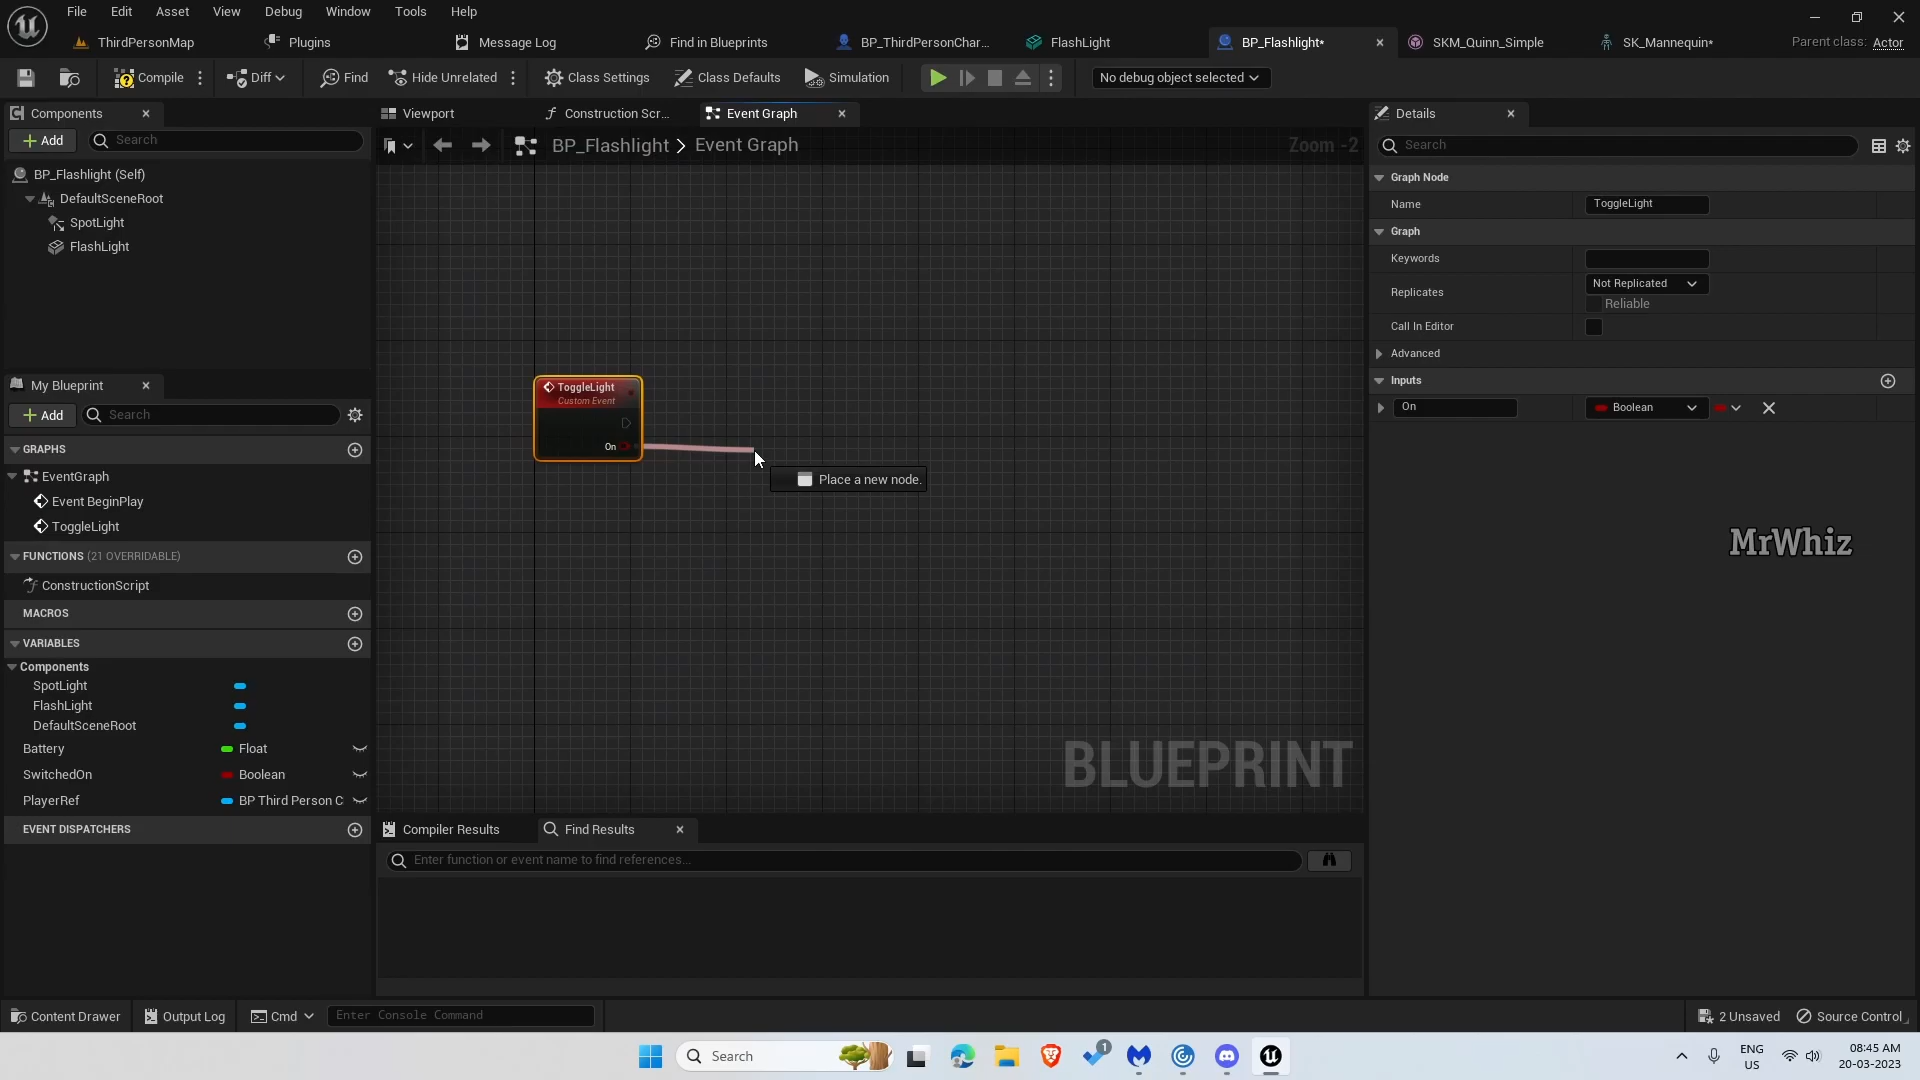 File Edit Asset View Debug Window Tools Help
ThirdPersonMap Plugins Message Log Find in Blueprints BP_ThirdPersonChar... FlashLight BP_Flashlight* SKM_Quinn_Simple SK_Mannequin* Parent class: Actor
Compile Diff Find Hide Unrelated Class Settings Class Defaults Simulation No debug object selected
Components
Add Search
BP_Flashlight (Self)
DefaultSceneRoot
SpotLight
FlashLight
My Blueprint
Add Search
GRAPHS
EventGraph
Event BeginPlay
ToggleLight
FUNCTIONS (21 OVERRIDABLE)
ConstructionScript
MACROS
VARIABLES
Components
SpotLight
FlashLight
DefaultSceneRoot
Battery Float
SwitchedOn Boolean
PlayerRef BP Third Person C
EVENT DISPATCHERS
Viewport Construction Scr... Event Graph
BP_Flashlight > Event Graph Zoom -2
ToggleLight
Custom Event
On
Place a new node.
BLUEPRINT
Compiler Results Find Results
Enter function or event name to find references...
Details
Search
Graph Node
Name ToggleLight
Graph
Keywords
Replicates Not Replicated
Reliable
Call In Editor
Advanced
Inputs
On Boolean
MrWhiz
Content Drawer Output Log Cmd Enter Console Command 2 Unsaved Source Control
Search 1 ENG US 08:45 AM 20-03-2023